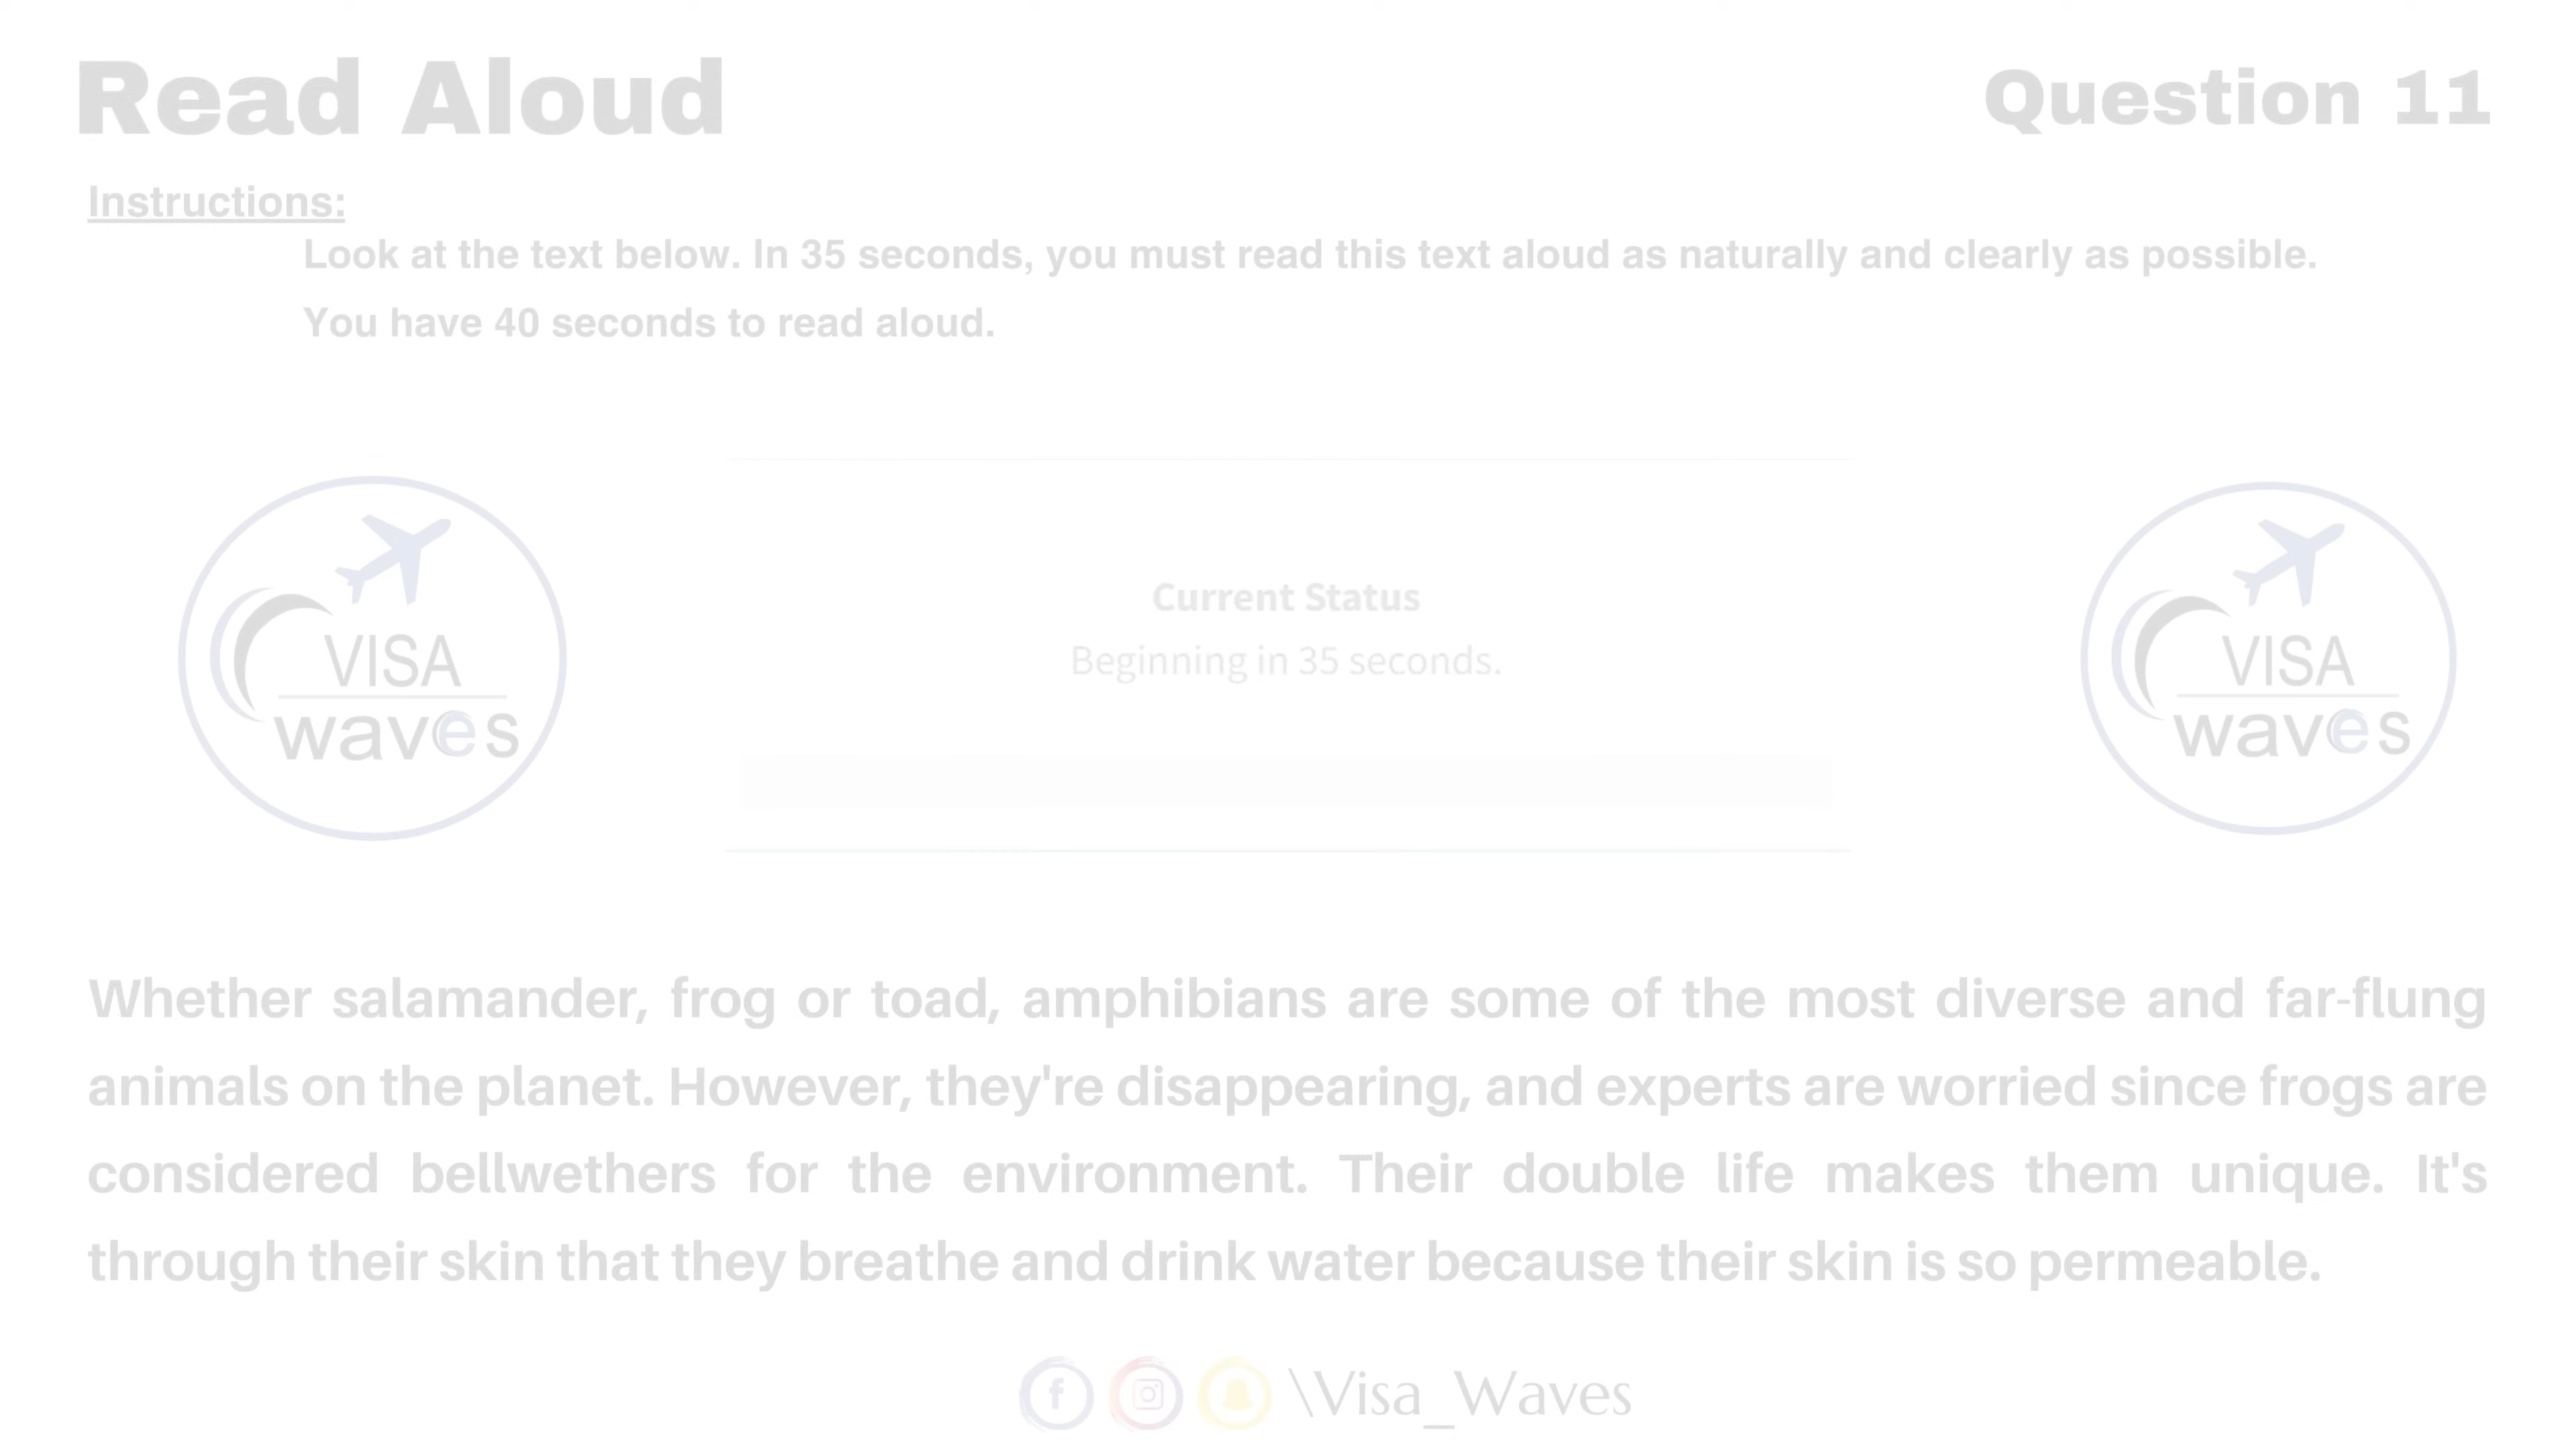 Read Aloud
Question 11
Instructions:
Look at the text below. In 35 seconds, you must read this text aloud as naturally and clearly as possible.
You have 40 seconds to read aloud.
VISA
waves
Current Status
Beginning in 35 seconds.
VISA
waves
Whether salamander, frog or toad, amphibians are some of the most diverse and far-flung
animals on the planet. However, they're disappearing, and experts are worried since frogs are
considered bellwethers for the environment. Their double life makes them unique. It's
through their skin that they breathe and drink water because their skin is so permeable.
\Visa_Waves